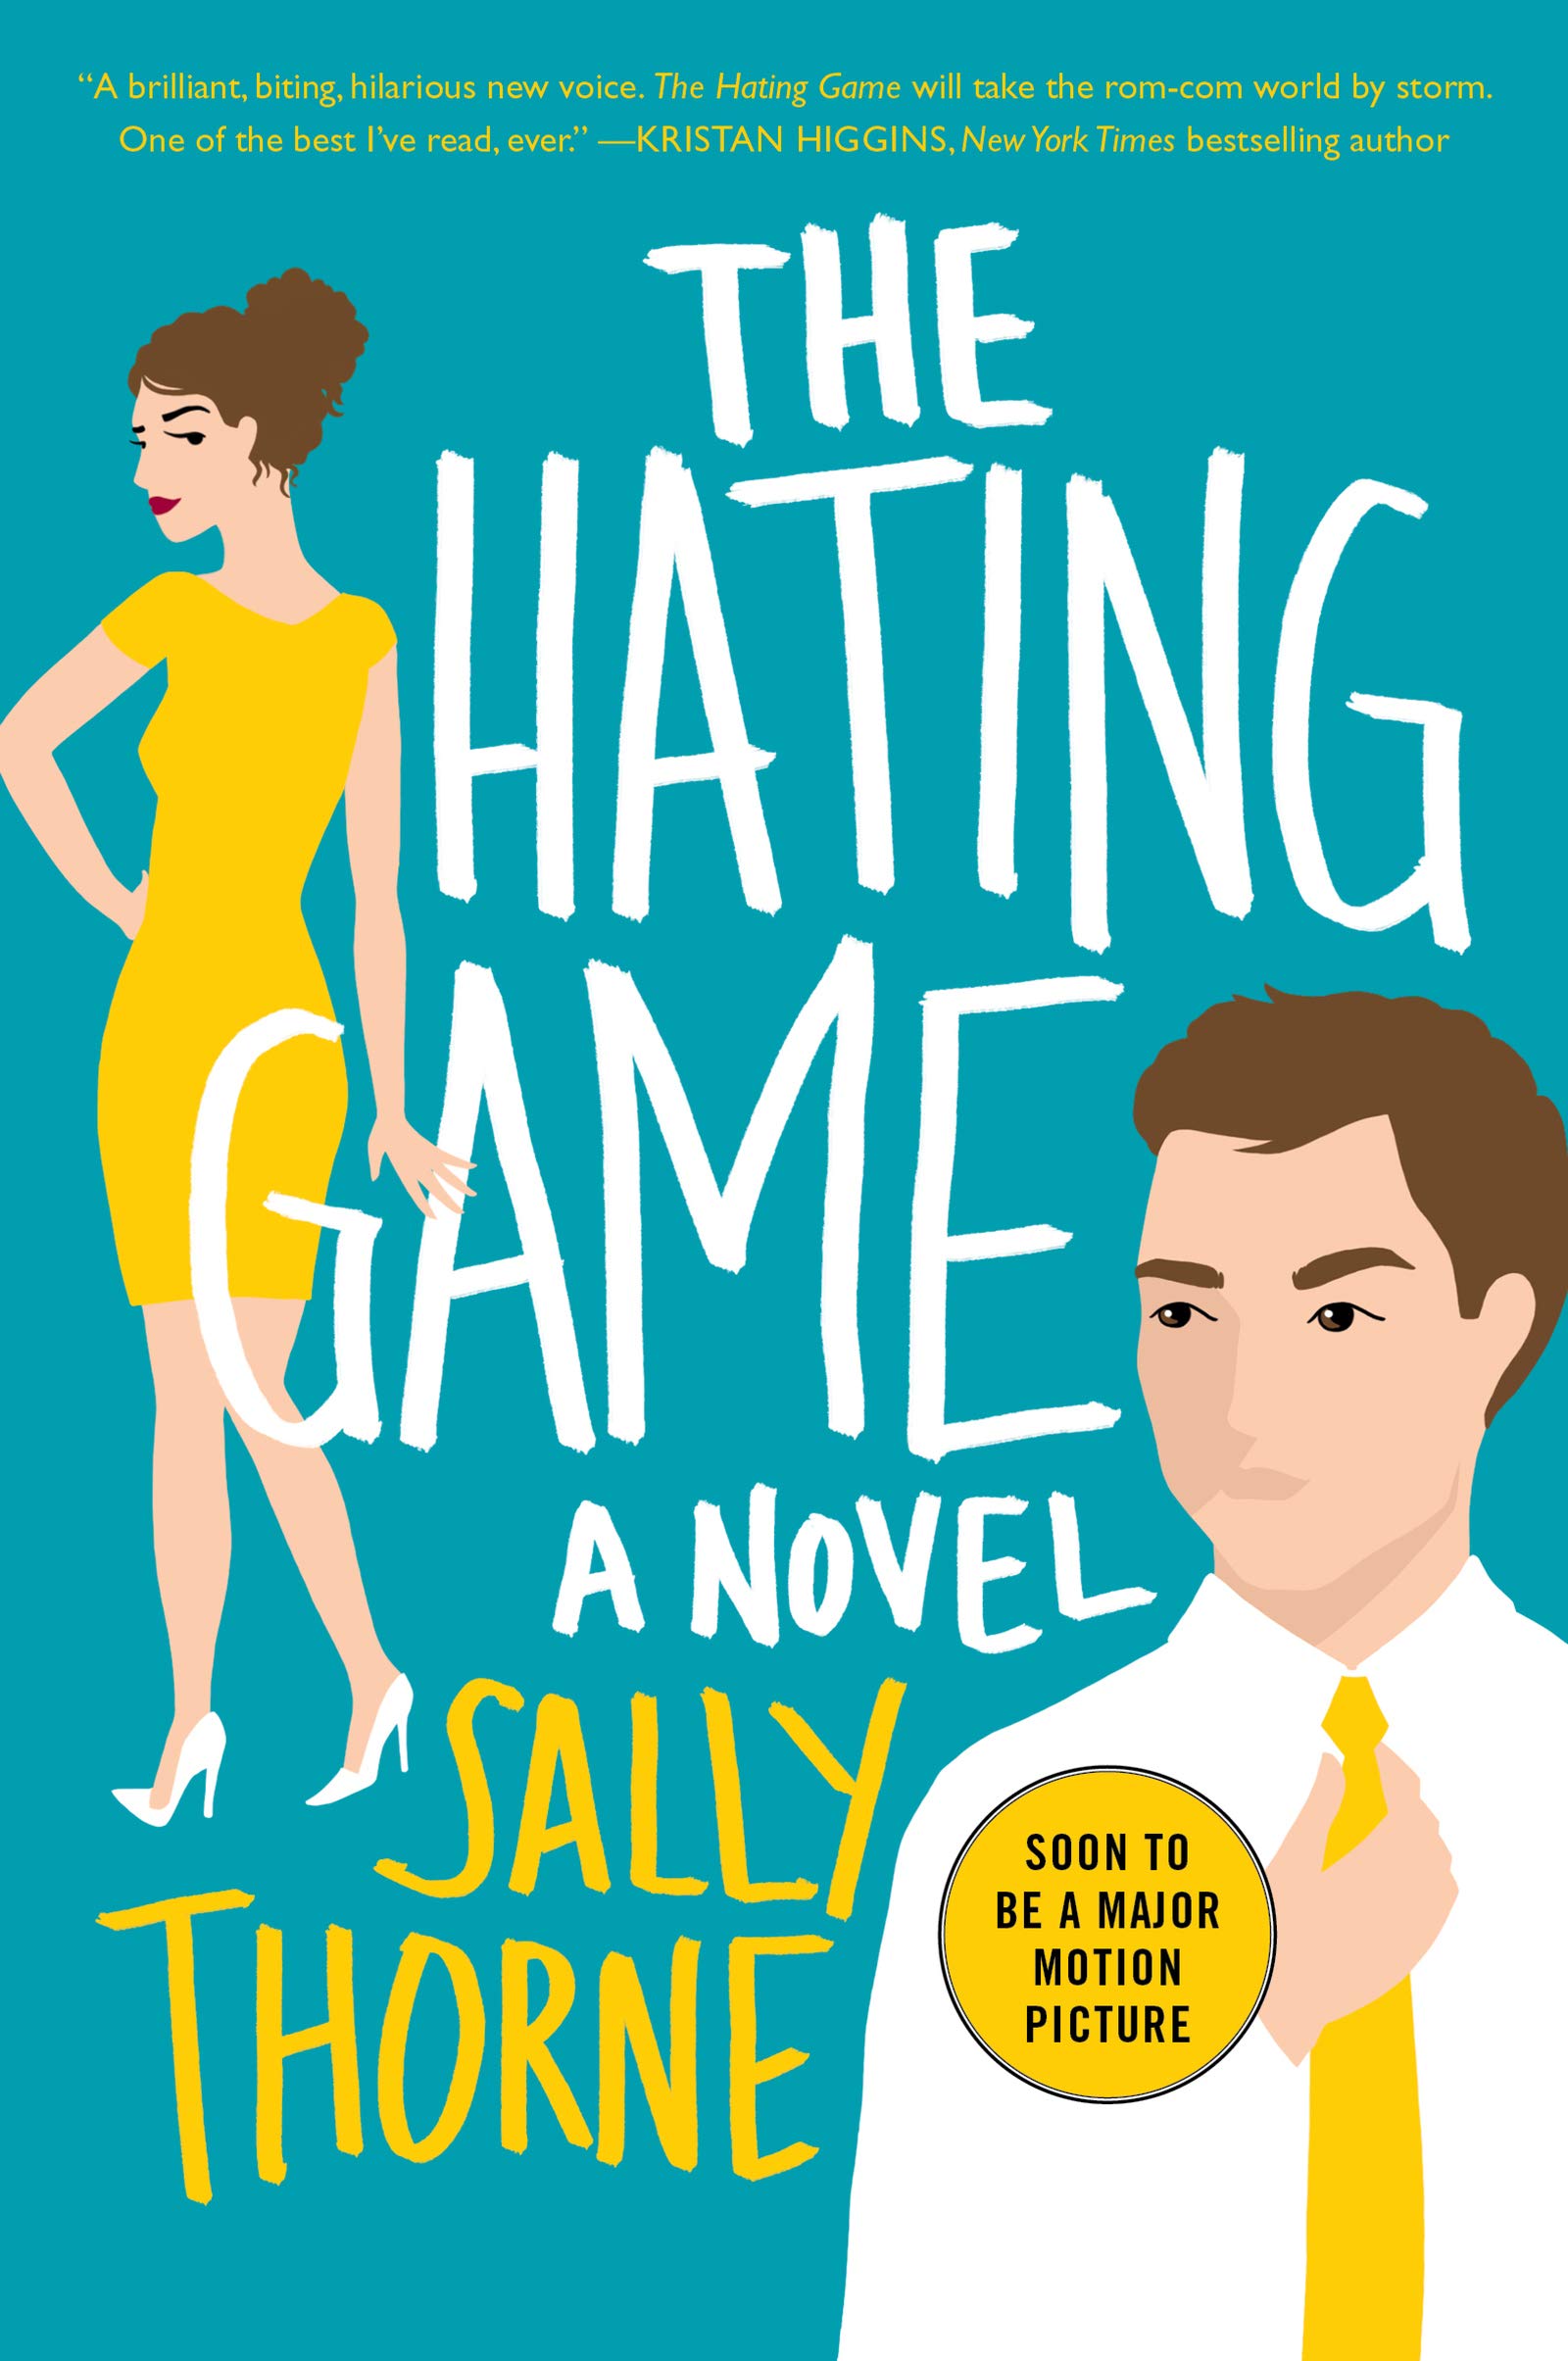 “A brilliant, biting, hilarious new voice. The Hating Game will take the rom-com world by storm.
One of the best I’ve read, ever.” —KRISTAN HIGGINS, New York Times bestselling author
THE
HATING
GAME
A NOVEL
SALLY
THORNE
SOON TO
BE A MAJOR
MOTION
PICTURE